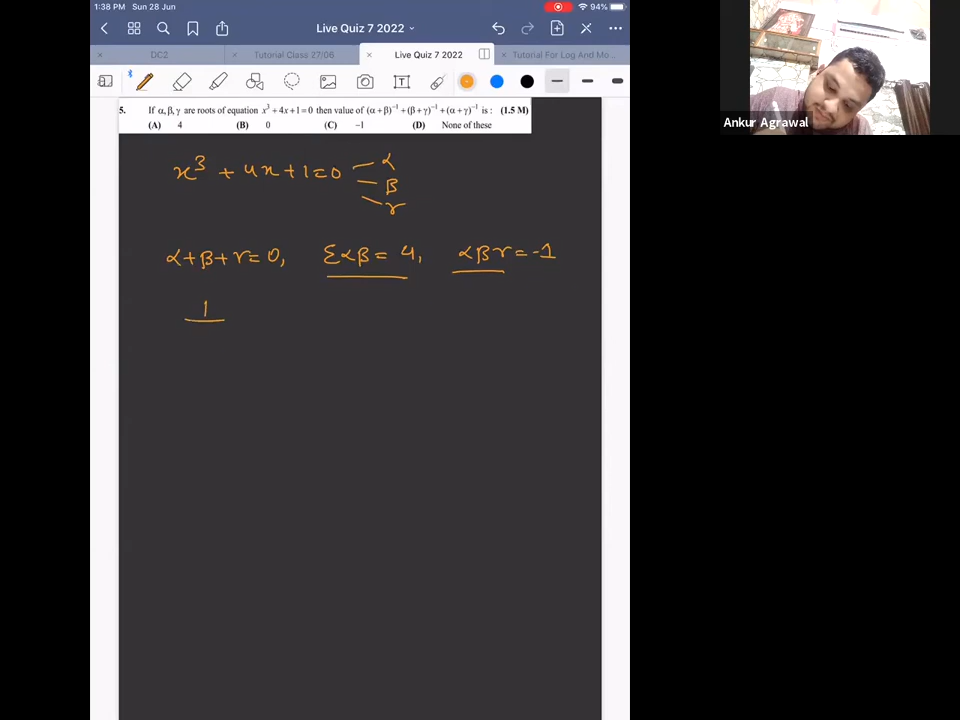 1:38 PM Sun 28 Jun
94%
Live Quiz 7 2022
DC2
Tutorial Class 27/06
Live Quiz 7 2022
Tutorial For Log And Mo...
5. If α, β, γ are roots of equation x³ + 4x + 1 = 0 then value of (α + β)⁻¹ + (β + γ)⁻¹ + (α + γ)⁻¹ is : (1.5 M)
(A) 4 (B) 0 (C) −1 (D) None of these
x³ + 4x + 1 = 0
α
β
γ
α + β + γ = 0, Σαβ = 4, αβγ = -1
1
Ankur Agrawal